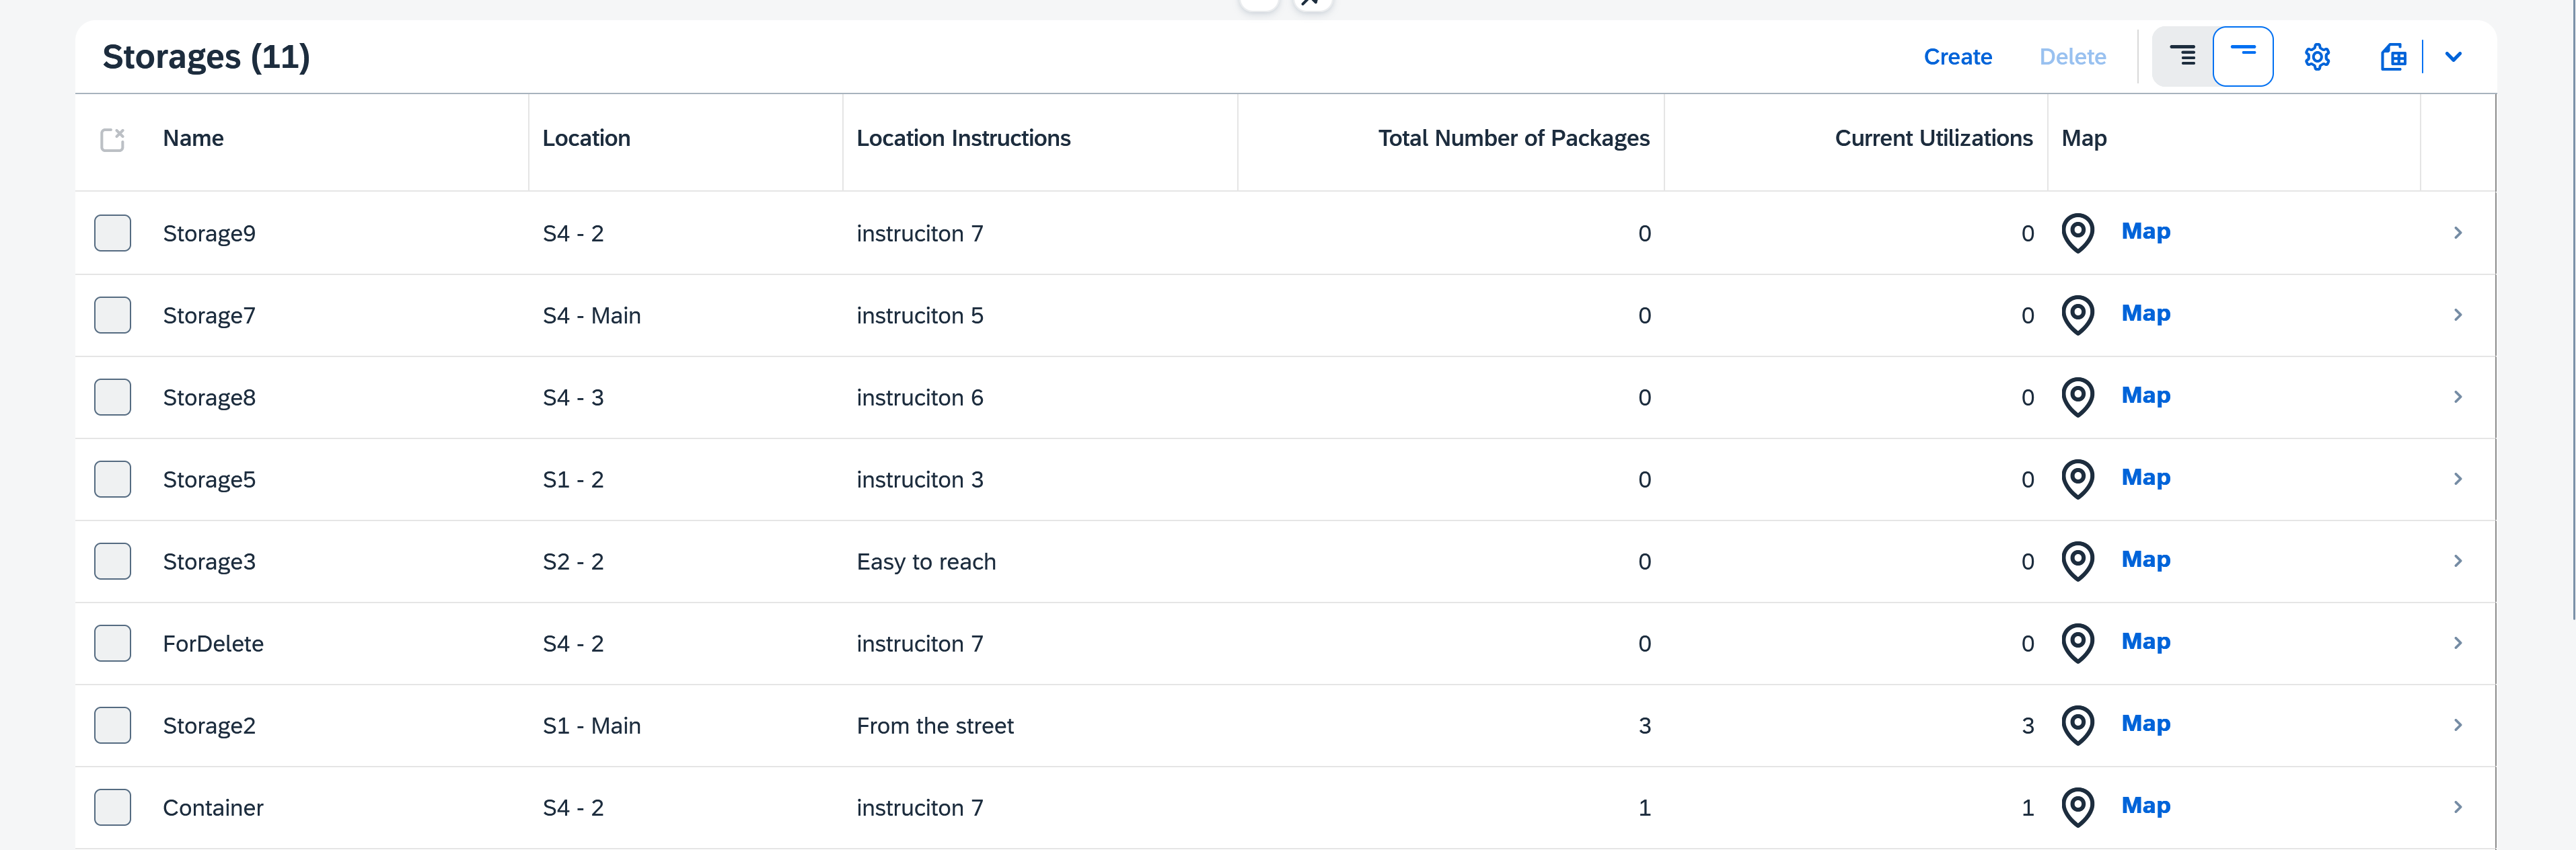 Storages (11)
Create Delete
Name Location Location Instructions Total Number of Packages Current Utilizations Map
Storage9 S4 - 2 instruciton 7 0 0 Map
Storage7 S4 - Main instruciton 5 0 0 Map
Storage8 S4 - 3 instruciton 6 0 0 Map
Storage5 S1 - 2 instruciton 3 0 0 Map
Storage3 S2 - 2 Easy to reach 0 0 Map
ForDelete S4 - 2 instruciton 7 0 0 Map
Storage2 S1 - Main From the street 3 3 Map
Container S4 - 2 instruciton 7 1 1 Map